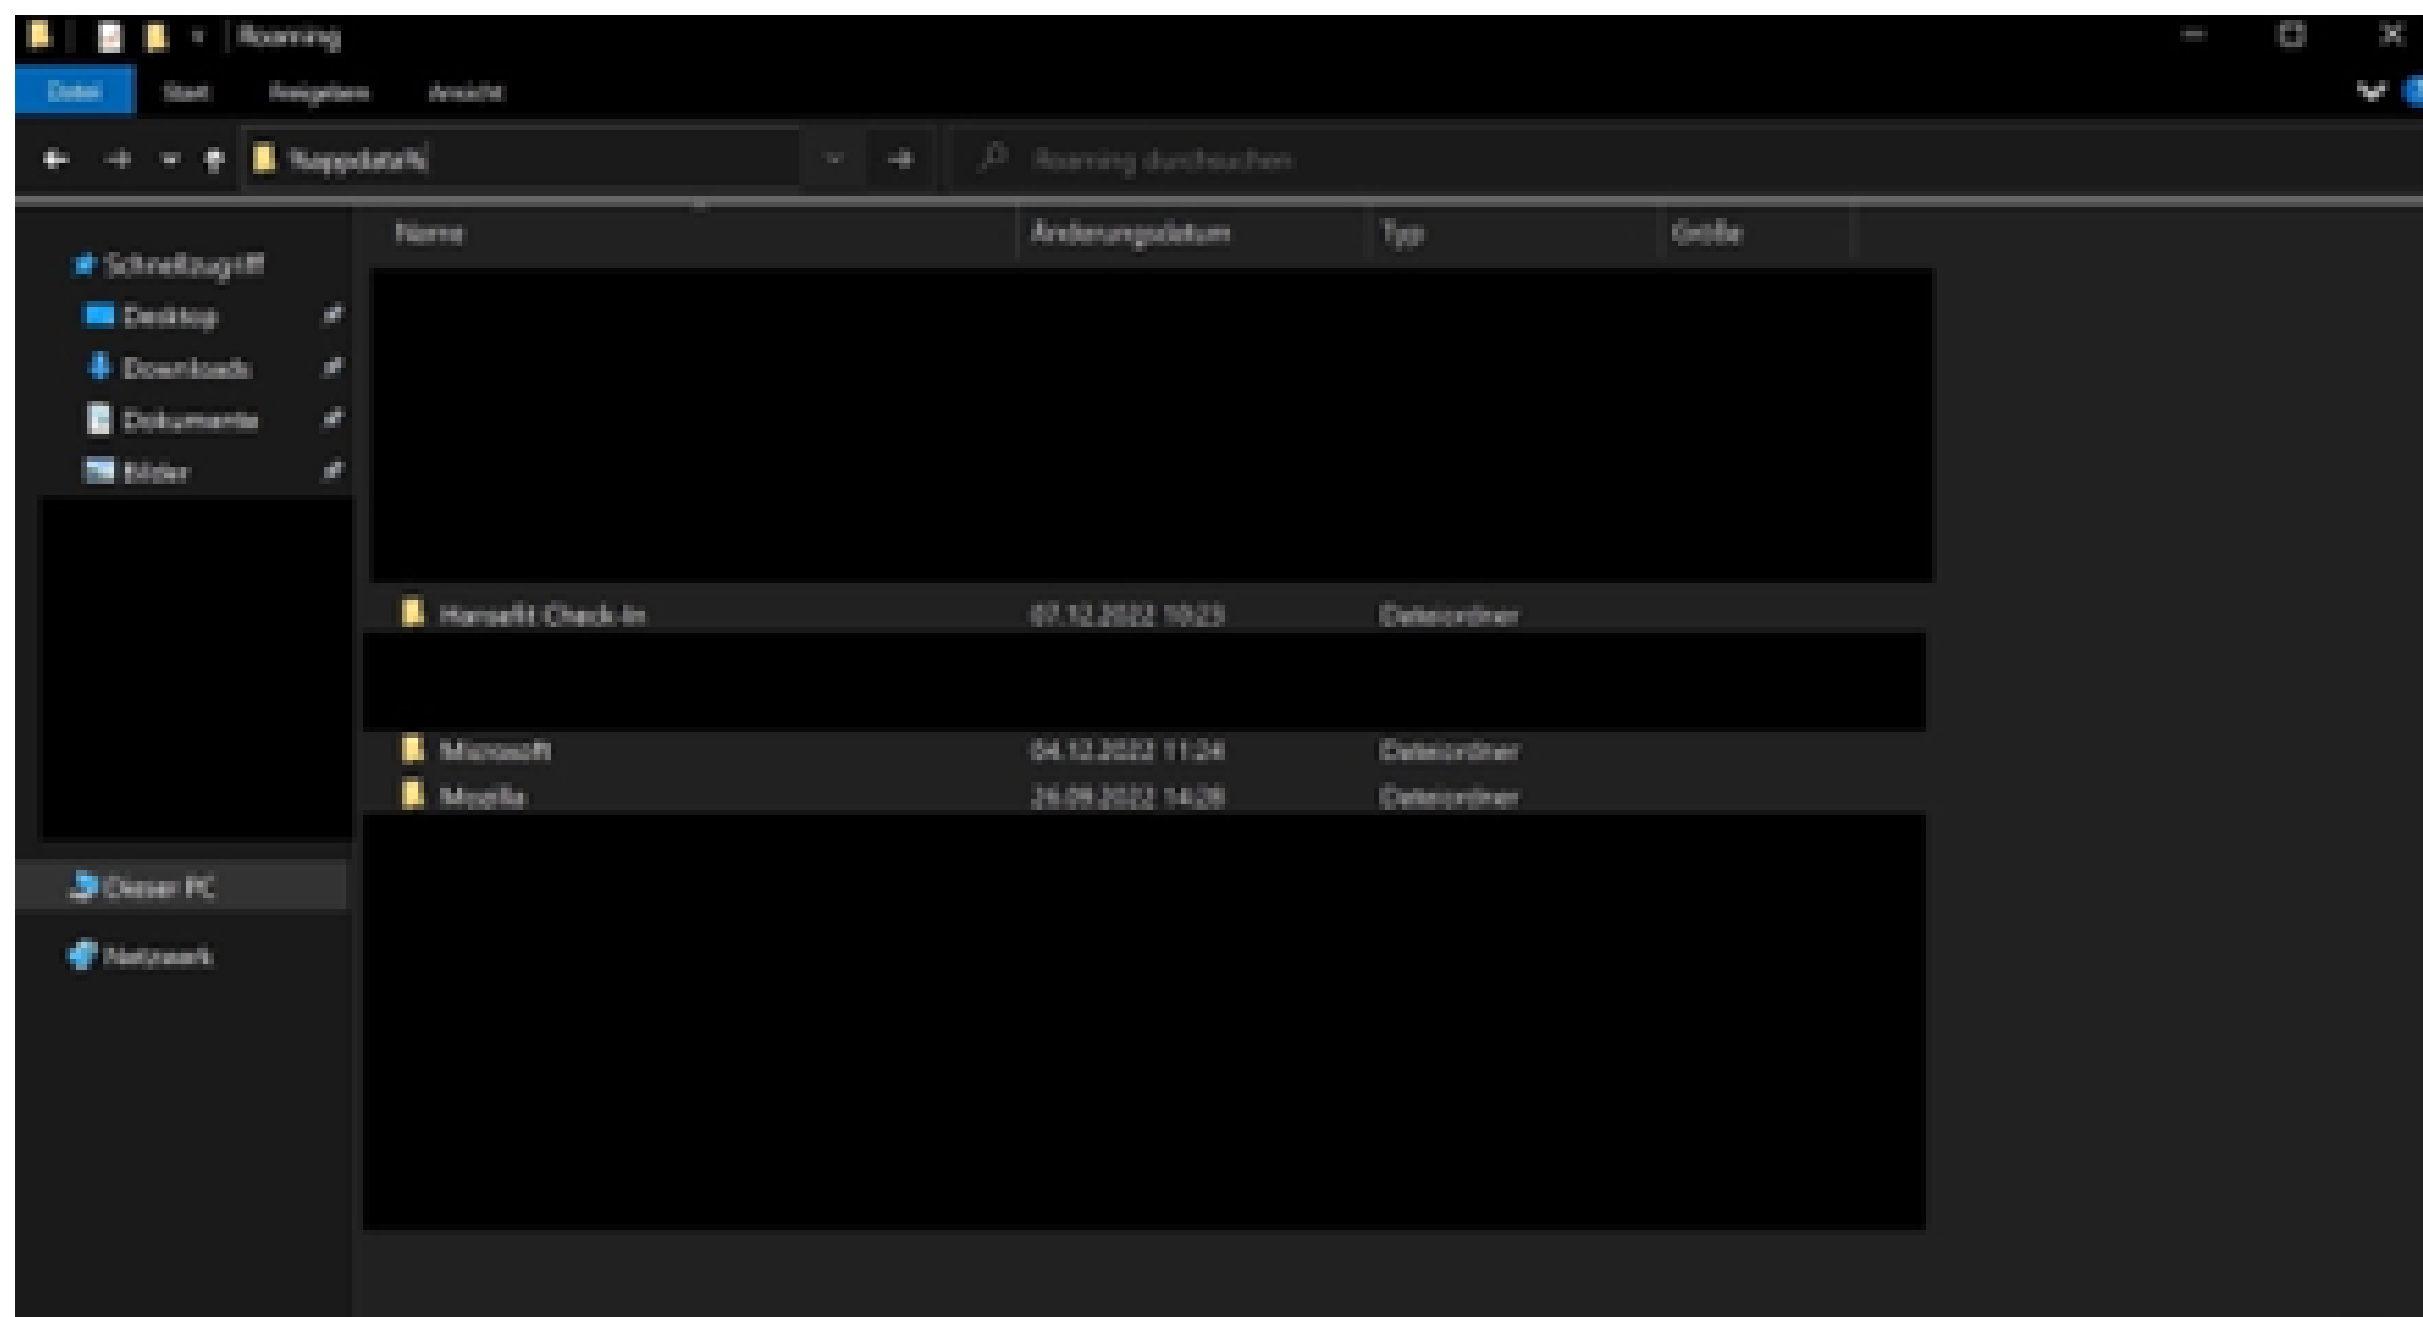 Roaming
Datei Start Freigeben Ansicht
%appdata%
Roaming durchsuchen
Name Änderungsdatum Typ Größe
Schnellzugriff
Desktop
Downloads
Dokumente
Bilder
Hansefit Check-In 07.12.2022 10:23 Dateiordner
Microsoft 04.12.2022 11:24 Dateiordner
Mozilla 26.09.2022 14:28 Dateiordner
Dieser PC
Netzwerk